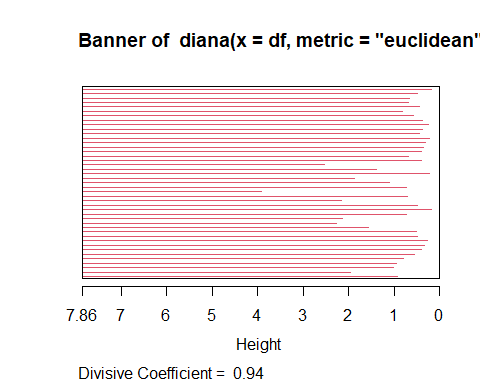 Banner of  diana(x = df, metric = "euclidean"
7.86 7 6 5 4 3 2 1 0
Height
Divisive Coefficient =  0.94